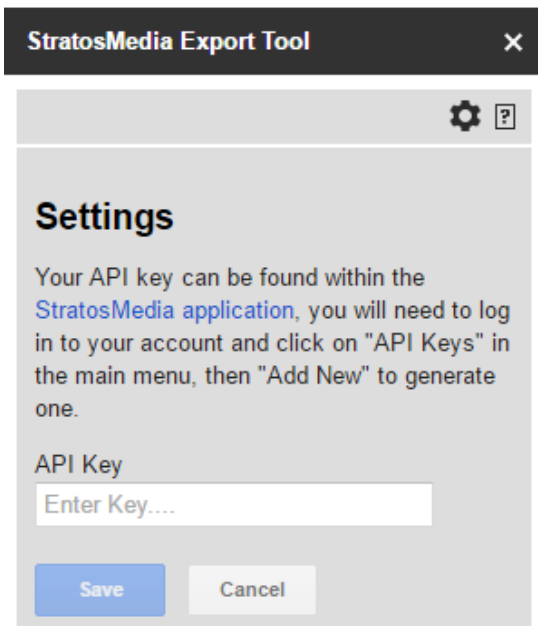 StratosMedia Export Tool ×
?
Settings
Your API key can be found within the
StratosMedia application, you will need to log
in to your account and click on "API Keys" in
the main menu, then "Add New" to generate
one.
API Key
Enter Key....
Save Cancel